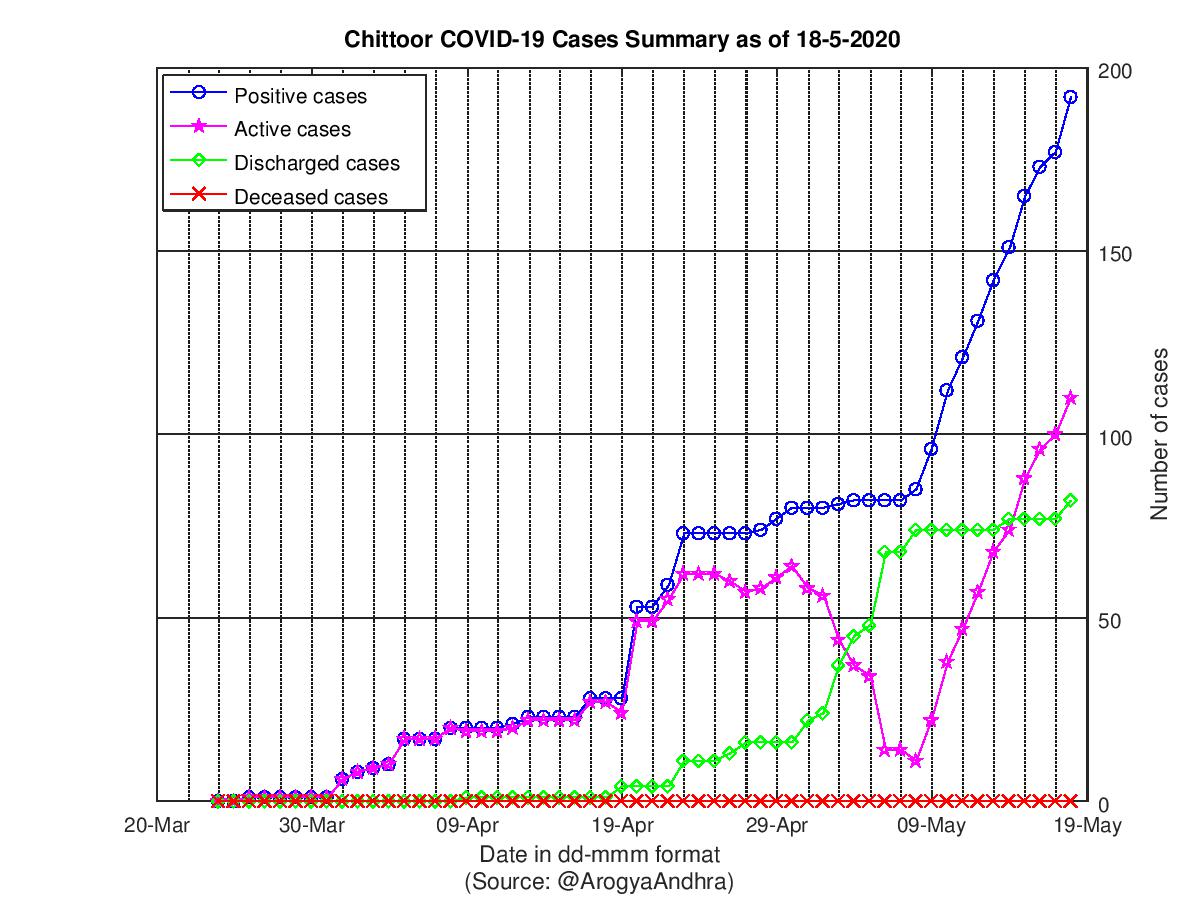 Chittoor COVID-19 Cases Summary as of 18-5-2020
Positive cases
Active cases
Discharged cases
Deceased cases
200
150
100
50
0
Number of cases
20-Mar 30-Mar 09-Apr 19-Apr 29-Apr 09-May 19-May
Date in dd-mmm format
(Source: @ArogyaAndhra)